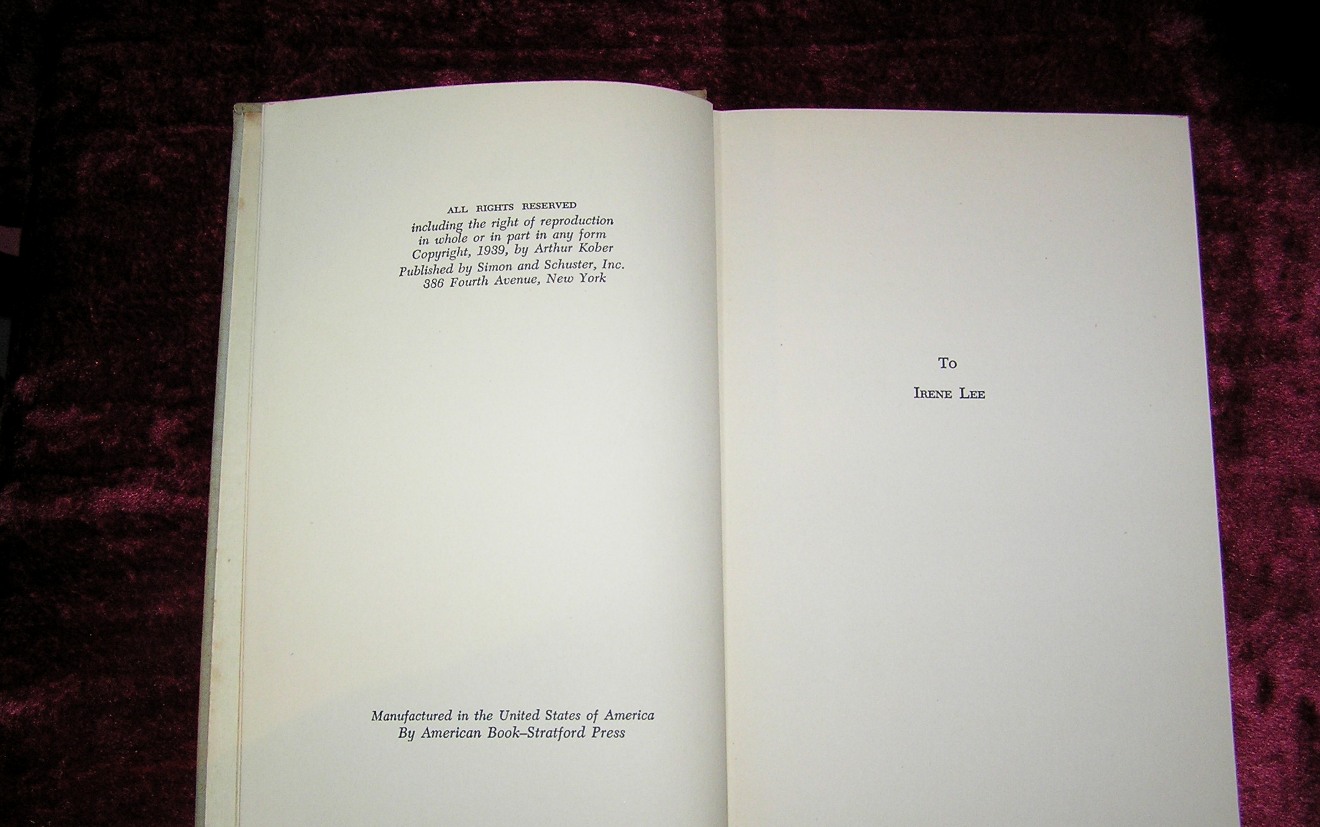 ALL RIGHTS RESERVED
including the right of reproduction
in whole or in part in any form
Copyright, 1939, by Arthur Kober
Published by Simon and Schuster, Inc.
386 Fourth Avenue, New York
Manufactured in the United States of America
By American Book–Stratford Press
To
IRENE LEE